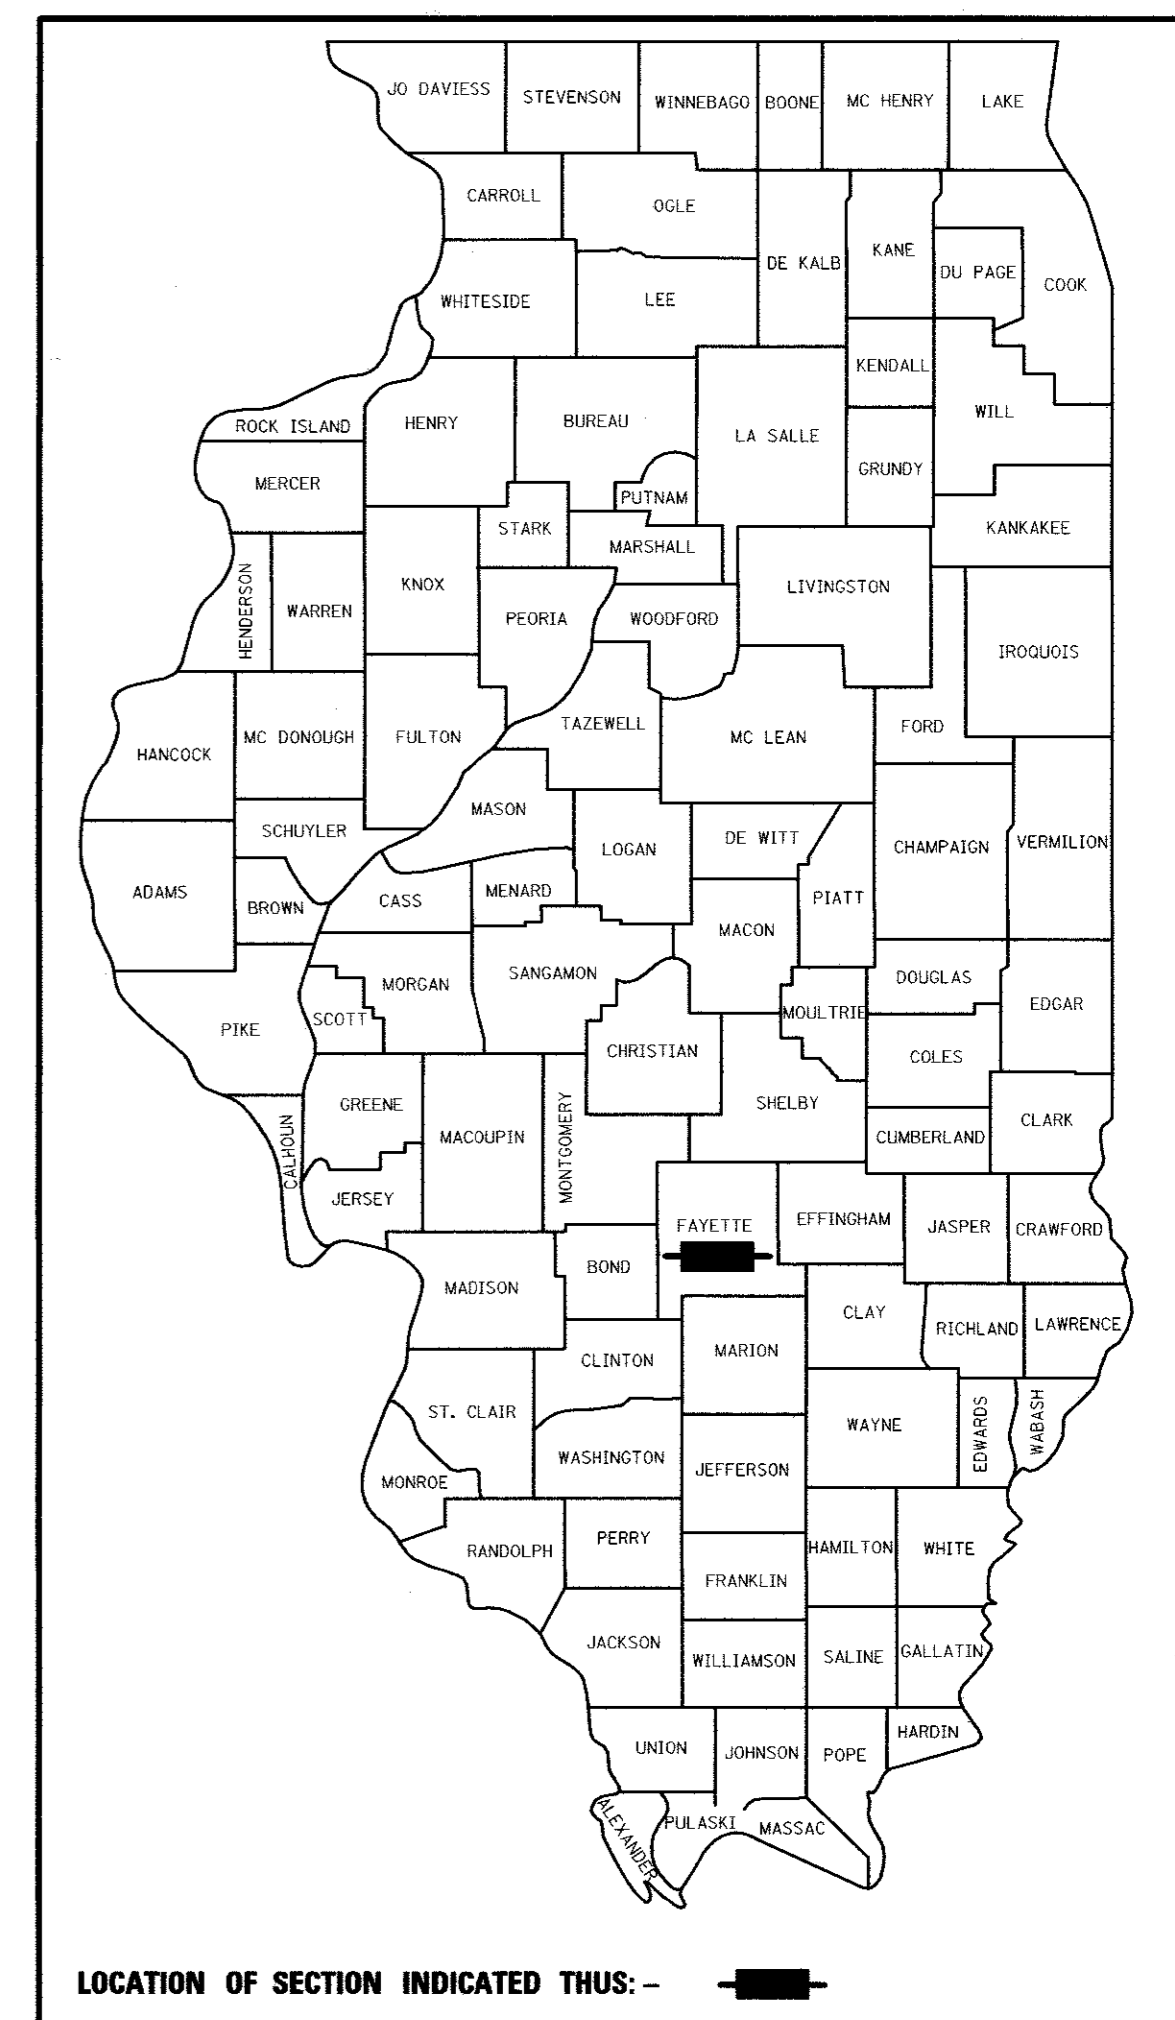 JO DAVIESS
STEVENSON
WINNEBAGO
BOONE
MC HENRY
LAKE
CARROLL
OGLE
DE KALB
KANE
DU PAGE
COOK
WHITESIDE
LEE
KENDALL
WILL
ROCK ISLAND
HENRY
BUREAU
LA SALLE
GRUNDY
MERCER
PUTNAM
STARK
MARSHALL
KANKAKEE
HENDERSON
WARREN
KNOX
PEORIA
WOODFORD
LIVINGSTON
IROQUOIS
HANCOCK
MC DONOUGH
FULTON
TAZEWELL
MC LEAN
FORD
SCHUYLER
MASON
LOGAN
DE WITT
CHAMPAIGN
VERMILION
ADAMS
BROWN
CASS
MENARD
PIATT
MACON
PIKE
SCOTT
MORGAN
SANGAMON
MOULTRIE
DOUGLAS
EDGAR
CHRISTIAN
COLES
SHELBY
GREENE
CALHOUN
MACOUPIN
MONTGOMERY
CUMBERLAND
CLARK
JERSEY
FAYETTE
EFFINGHAM
JASPER
CRAWFORD
MADISON
BOND
CLAY
RICHLAND
LAWRENCE
CLINTON
MARION
ST. CLAIR
WAYNE
EDWARDS
WABASH
MONROE
WASHINGTON
JEFFERSON
RANDOLPH
PERRY
HAMILTON
WHITE
FRANKLIN
JACKSON
WILLIAMSON
SALINE
GALLATIN
UNION
JOHNSON
POPE
HARDIN
ALEXANDER
PULASKI
MASSAC
LOCATION OF SECTION INDICATED THUS: -